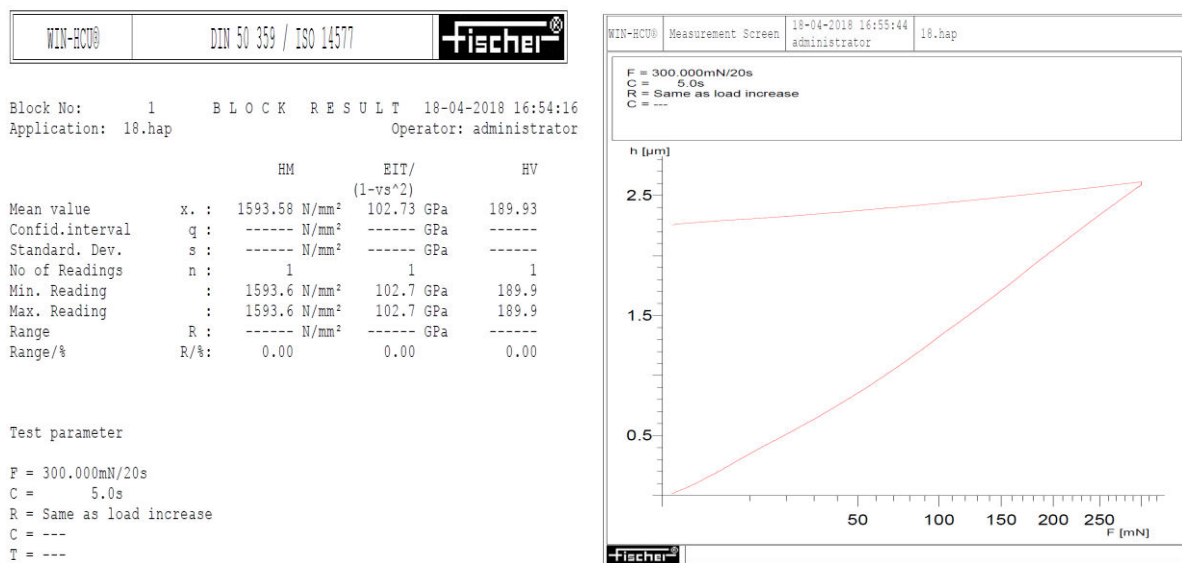 WIN-HCU® DIN 50 359 / ISO 14577 Fischer®
Block No: 1 B L O C K R E S U L T 18-04-2018 16:54:16
Application: 18.hap Operator: administrator
HM EIT/ HV
(1-vs^2)
Mean value x. : 1593.58 N/mm² 102.73 GPa 189.93
Confid.interval q : ------ N/mm² ------ GPa ------
Standard. Dev. s : ------ N/mm² ------ GPa ------
No of Readings n : 1 1 1
Min. Reading : 1593.6 N/mm² 102.7 GPa 189.9
Max. Reading : 1593.6 N/mm² 102.7 GPa 189.9
Range R : ------ N/mm² ------ GPa ------
Range/% R/%: 0.00 0.00 0.00
Test parameter
F = 300.000mN/20s
C = 5.0s
R = Same as load increase
C = ---
T = ---
WIN-HCU® Measurement Screen 18-04-2018 16:55:44 18.hap
administrator
F = 300.000mN/20s
C = 5.0s
R = Same as load increase
C = ---
h [µm]
2.5
1.5
0.5
50 100 150 200 250
F [mN]
Fischer®